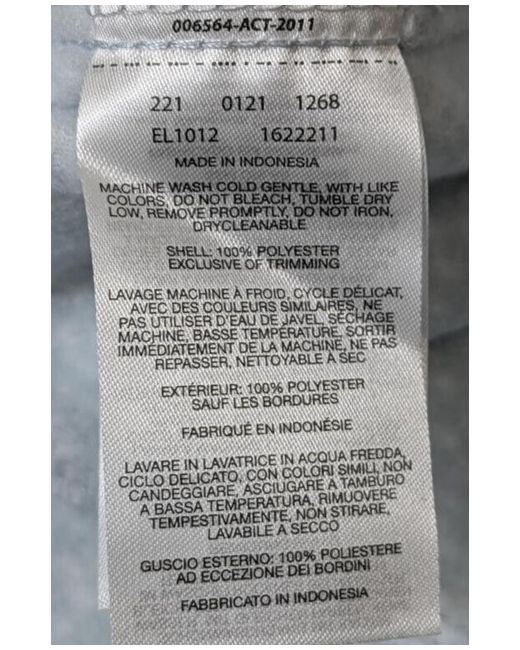 006564-ACT-2011
221 0121 1268
EL1012 1622211
MADE IN INDONESIA
MACHINE WASH COLD GENTLE, WITH LIKE
COLORS, DO NOT BLEACH, TUMBLE DRY
LOW, REMOVE PROMPTLY, DO NOT IRON,
DRYCLEANABLE
SHELL: 100% POLYESTER
EXCLUSIVE OF TRIMMING
LAVAGE MACHINE À FROID, CYCLE DÉLICAT,
AVEC DES COULEURS SIMILAIRES, NE
PAS UTILISER D'EAU DE JAVEL, SÉCHAGE
MACHINE, BASSE TEMPÉRATURE, SORTIR
IMMÉDIATEMENT DE LA MACHINE, NE PAS
REPASSER, NETTOYABLE À SEC
EXTÉRIEUR: 100% POLYESTER
SAUF LES BORDURES
FABRIQUÉ EN INDONÉSIE
LAVARE IN LAVATRICE IN ACQUA FREDDA,
CICLO DELICATO, CON COLORI SIMILI, NON
CANDEGGIARE, ASCIUGARE A TAMBURO
A BASSA TEMPERATURA, RIMUOVERE
TEMPESTIVAMENTE, NON STIRARE,
LAVABILE A SECCO
GUSCIO ESTERNO: 100% POLIESTERE
AD ECCEZIONE DEI BORDINI
FABBRICATO IN INDONESIA